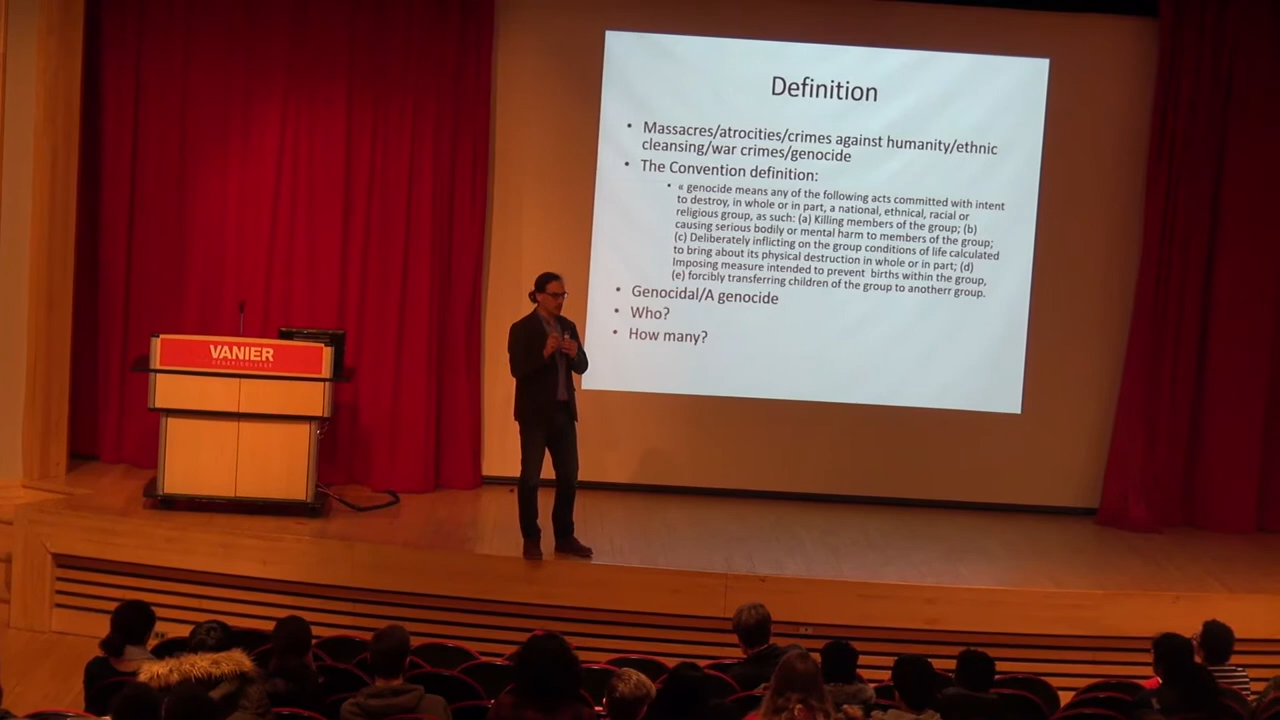 Definition
• Massacres/atrocities/crimes against humanity/ethnic
cleansing/war crimes/genocide
• The Convention definition:
• « genocide means any of the following acts committed with intent
to destroy, in whole or in part, a national, ethnical, racial or
religious group, as such: (a) Killing members of the group; (b)
causing serious bodily or mental harm to members of the group;
(c) Deliberately inflicting on the group conditions of life calculated
to bring about its physical destruction in whole or in part; (d)
Imposing measure intended to prevent births within the group,
(e) forcibly transferring children of the group to anotherr group.
• Genocidal/A genocide
• Who?
• How many?
VANIER